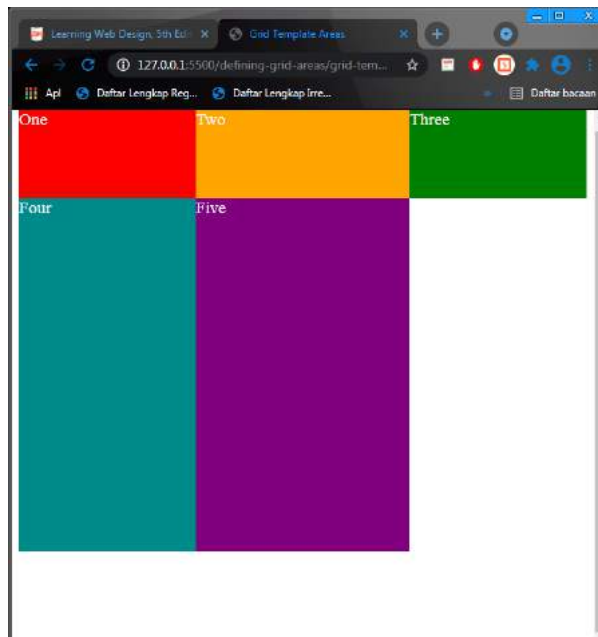 Learning Web Design, 5th Edi
Grid Template Areas
127.0.0.1:5500/defining-grid-areas/grid-tem...
Apl
Daftar Lengkap Reg...
Daftar Lengkap Irre...
Daftar bacaan
One
Two
Three
Four
Five